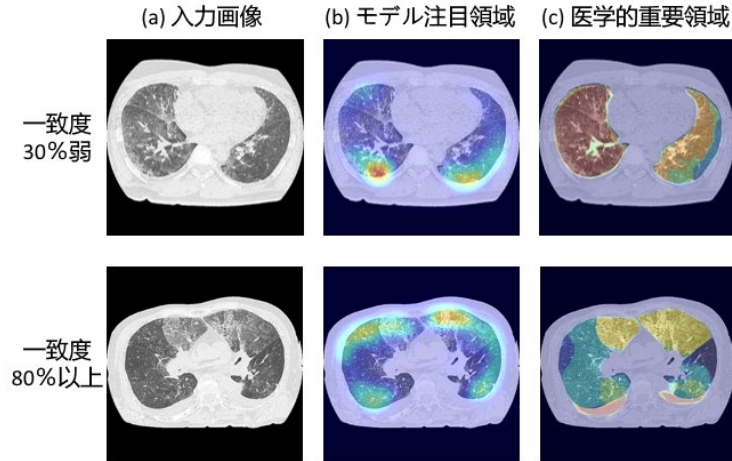 (a) 入力画像
(b) モデル注目領域
(c) 医学的重要領域
一致度
30%弱
一致度
80%以上